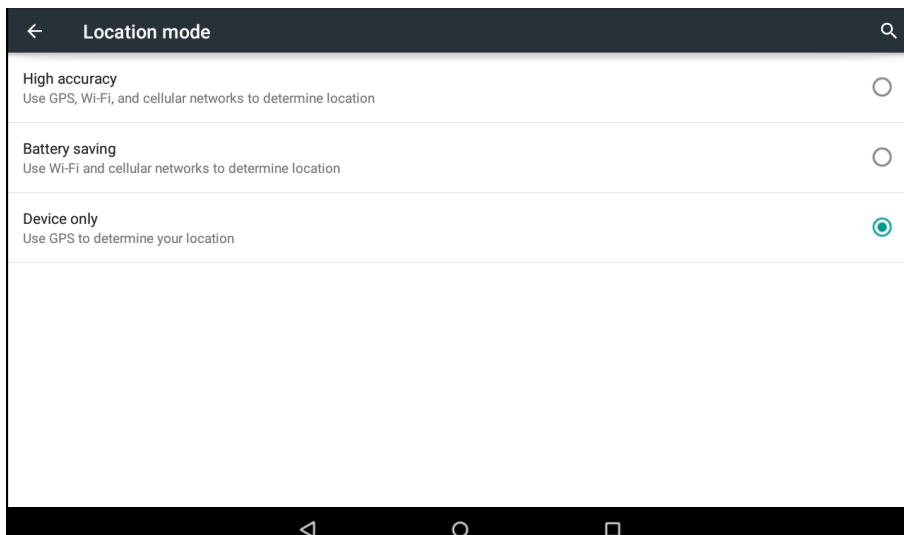 Location mode
High accuracy
Use GPS, Wi-Fi, and cellular networks to determine location
Battery saving
Use Wi-Fi and cellular networks to determine location
Device only
Use GPS to determine your location